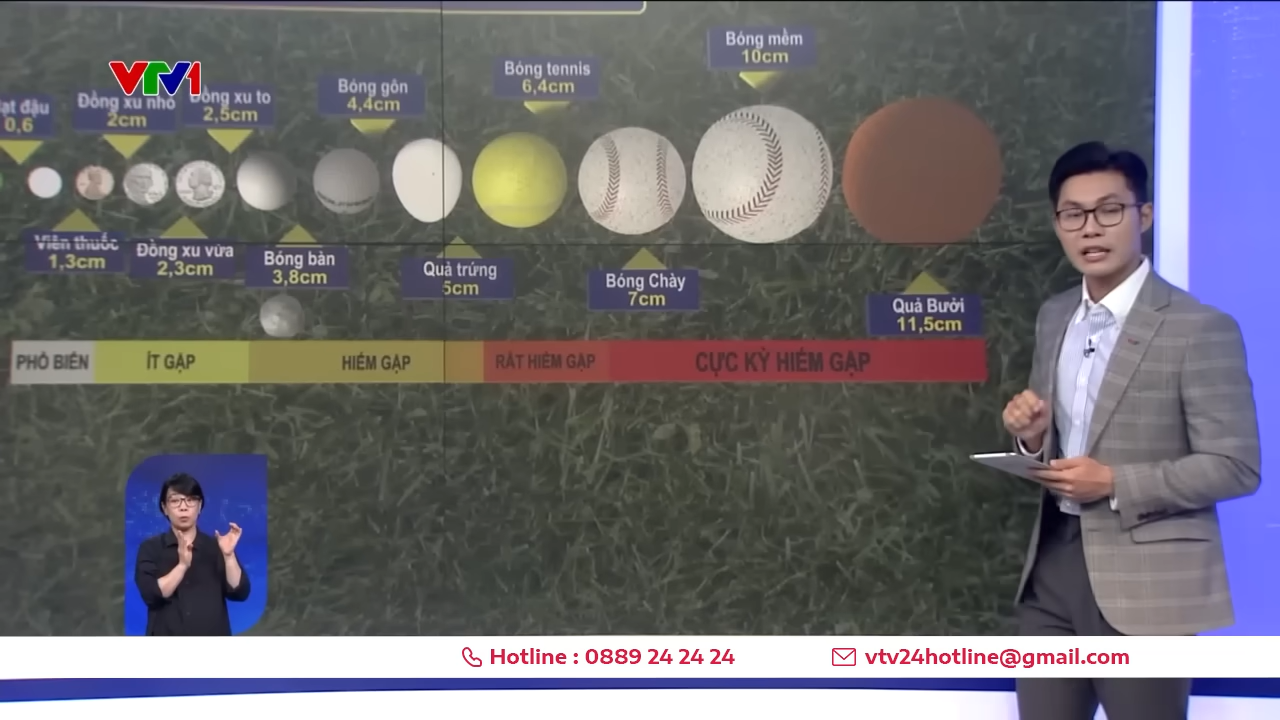 VTV1
Bóng mềm
10cm
Bóng tennis
6,4cm
Bóng gôn
4,4cm
Đồng xu to
2,5cm
Đồng xu nhỏ
2cm
đậu
0,6
Viên thuốc
1,3cm
Đồng xu vừa
2,3cm
Bóng bàn
3,8cm
Quả trứng
5cm
Bóng Chày
7cm
Quả Bưởi
11,5cm
PHỔ BIẾN
ÍT GẶP
HIẾM GẶP
RẤT HIẾM GẶP
CỰC KỲ HIẾM GẶP
Hotline : 0889 24 24 24
vtv24hotline@gmail.com